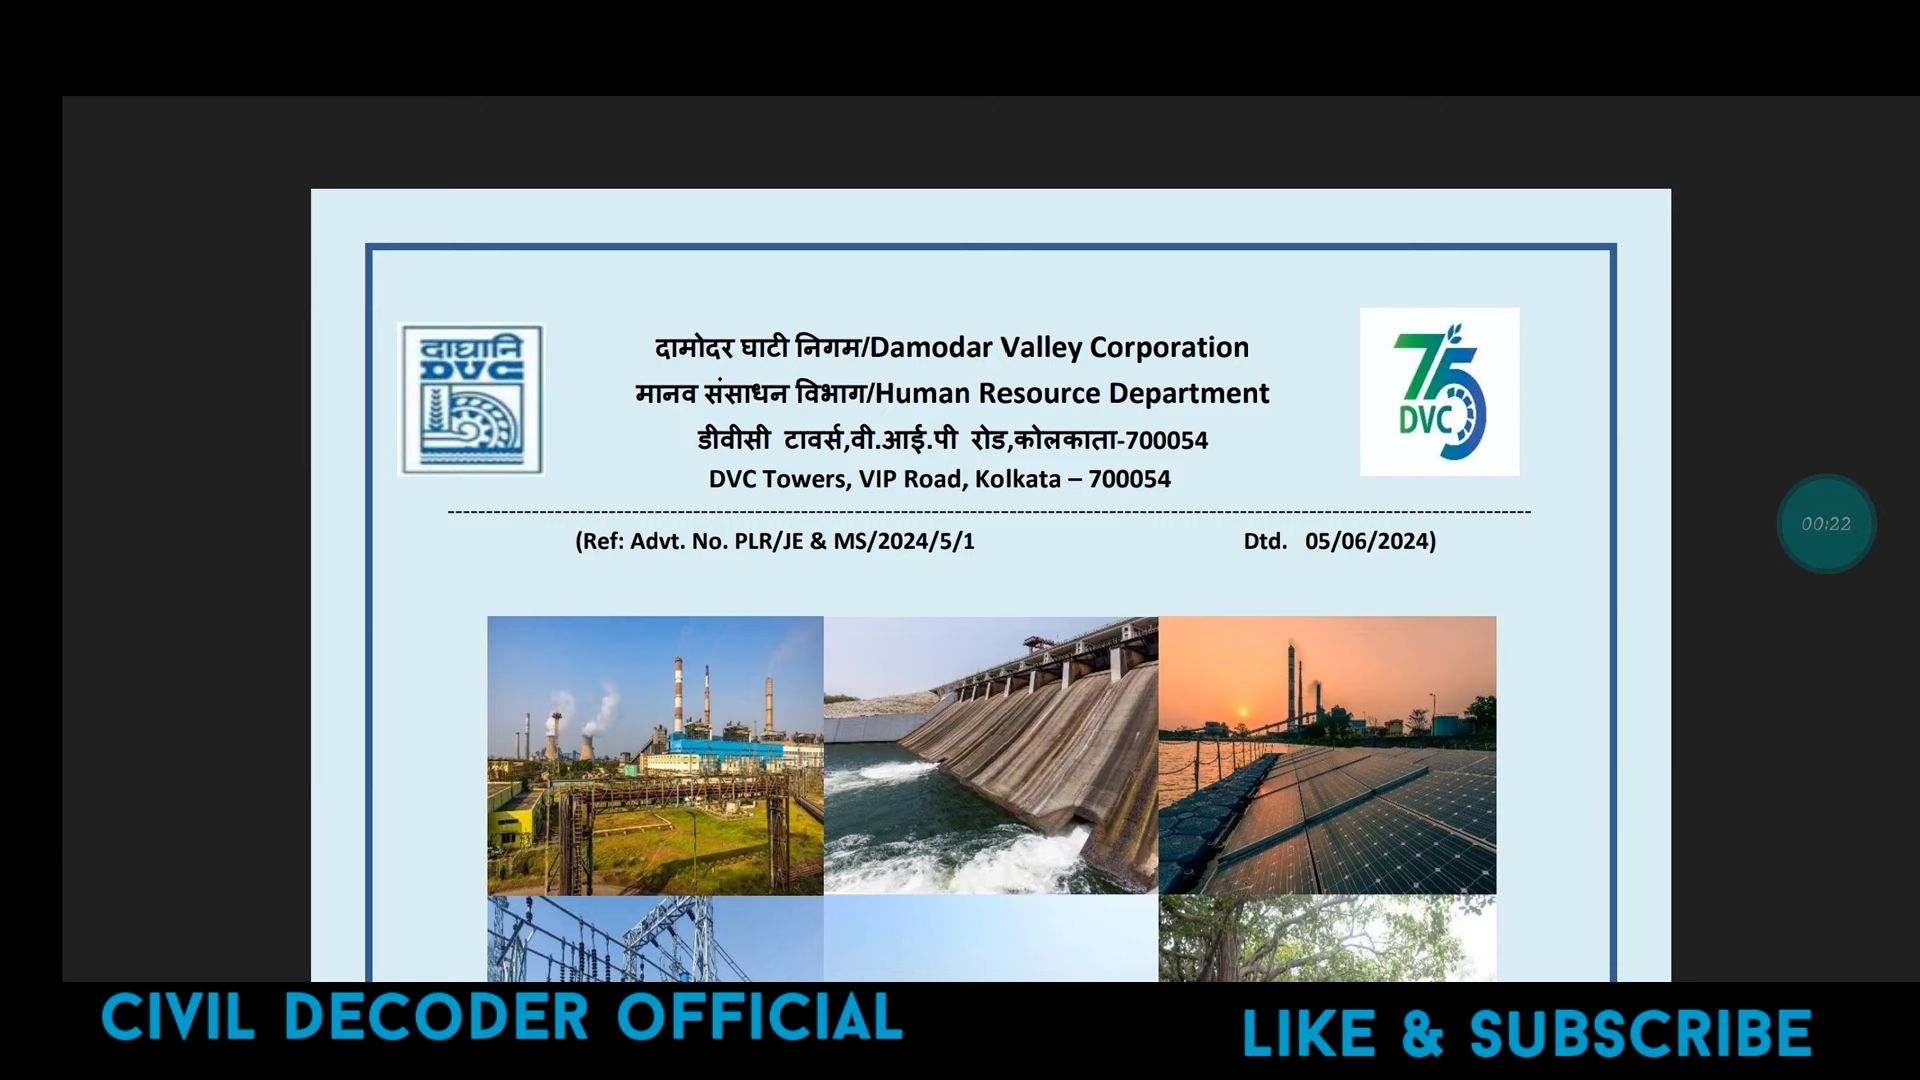 दाघानि
DVC
दामोदर घाटी निगम/Damodar Valley Corporation
मानव संसाधन विभाग/Human Resource Department
डीवीसी टावर्स,वी.आई.पी रोड,कोलकाता-700054
DVC Towers, VIP Road, Kolkata – 700054
75
DVC
(Ref: Advt. No. PLR/JE & MS/2024/5/1 Dtd. 05/06/2024)
00:22
CIVIL DECODER OFFICIAL
LIKE & SUBSCRIBE